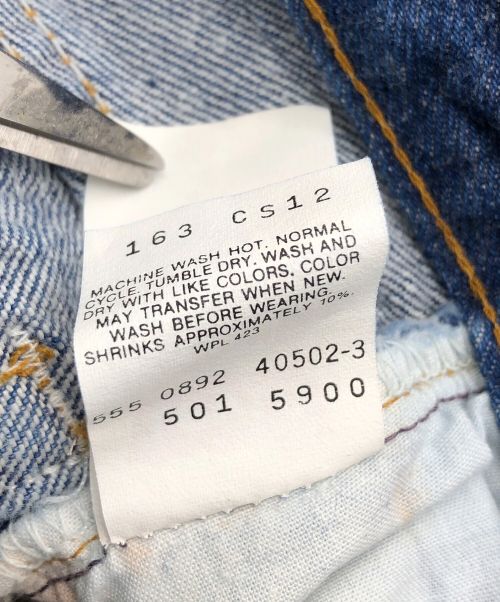 163 CS12
MACHINE WASH HOT, NORMAL
CYCLE. TUMBLE DRY. WASH AND
DRY WITH LIKE COLORS. COLOR
MAY TRANSFER WHEN NEW.
WASH BEFORE WEARING.
SHRINKS APPROXIMATELY 10%.
WPL 423
555 0892 40502-3
501 5900